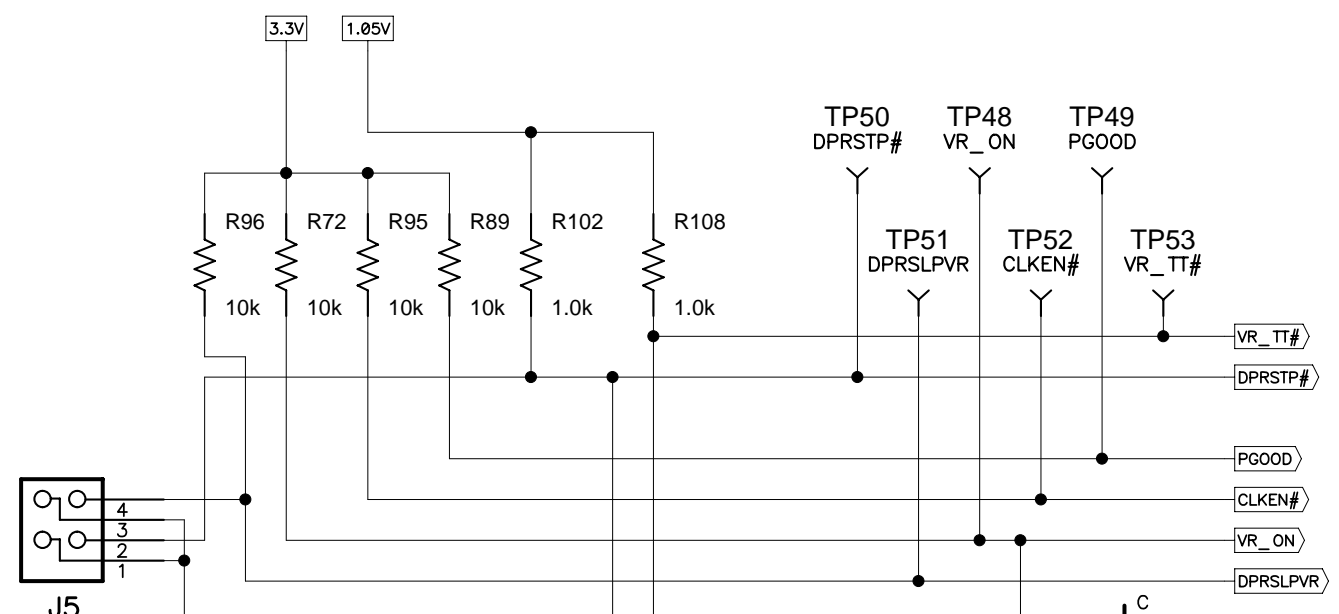 3.3V
1.05V
TP50
DPRSTP#
TP48
VR_ON
TP49
PGOOD
R96
R72
R95
R89
R102
R108
TP51
DPRSLPVR
TP52
CLKEN#
TP53
VR_TT#
10k
10k
10k
10k
1.0k
1.0k
VR_TT#
DPRSTP#
PGOOD
CLKEN#
VR_ON
DPRSLPVR
4
3
2
1
J5
C